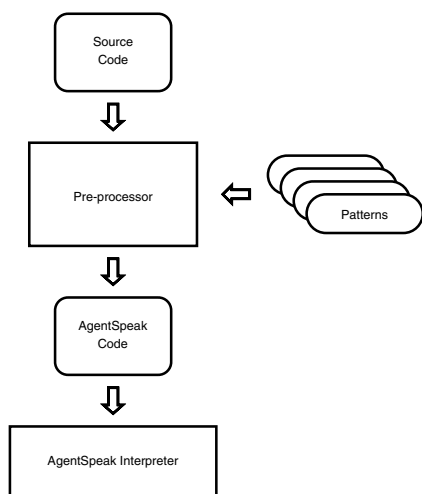 Source
Code
Pre-processor
Patterns
AgentSpeak
Code
AgentSpeak Interpreter